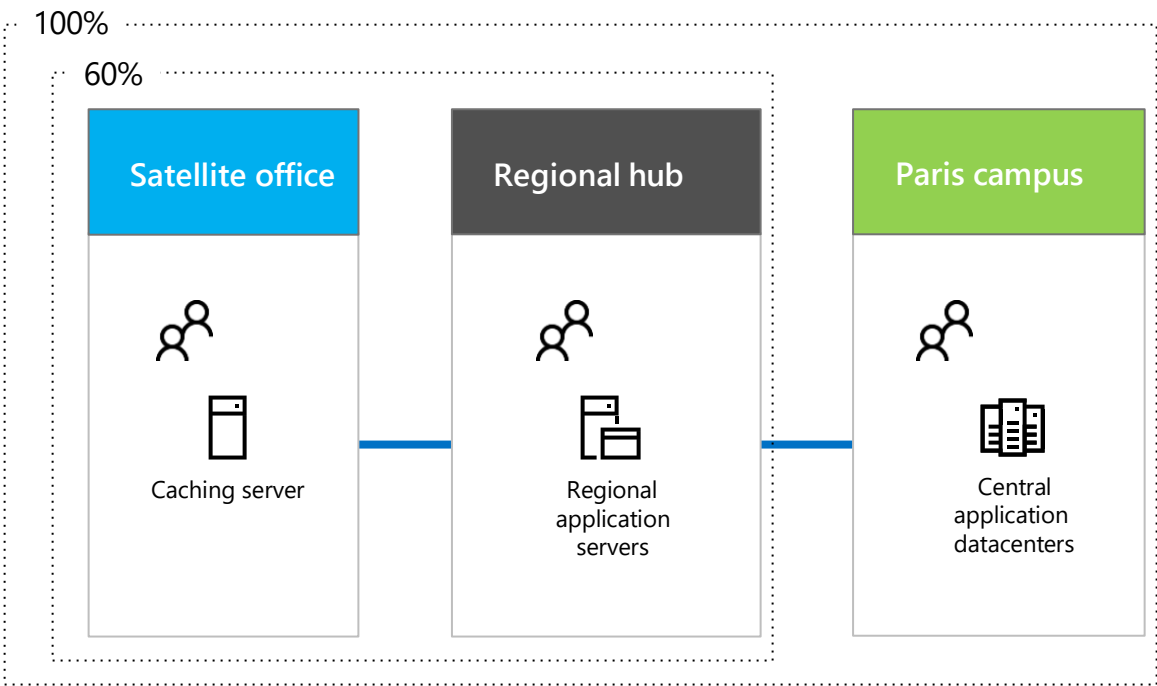 100%
60%
Satellite office
Regional hub
Paris campus
Caching server
Regional
application
servers
Central
application
datacenters